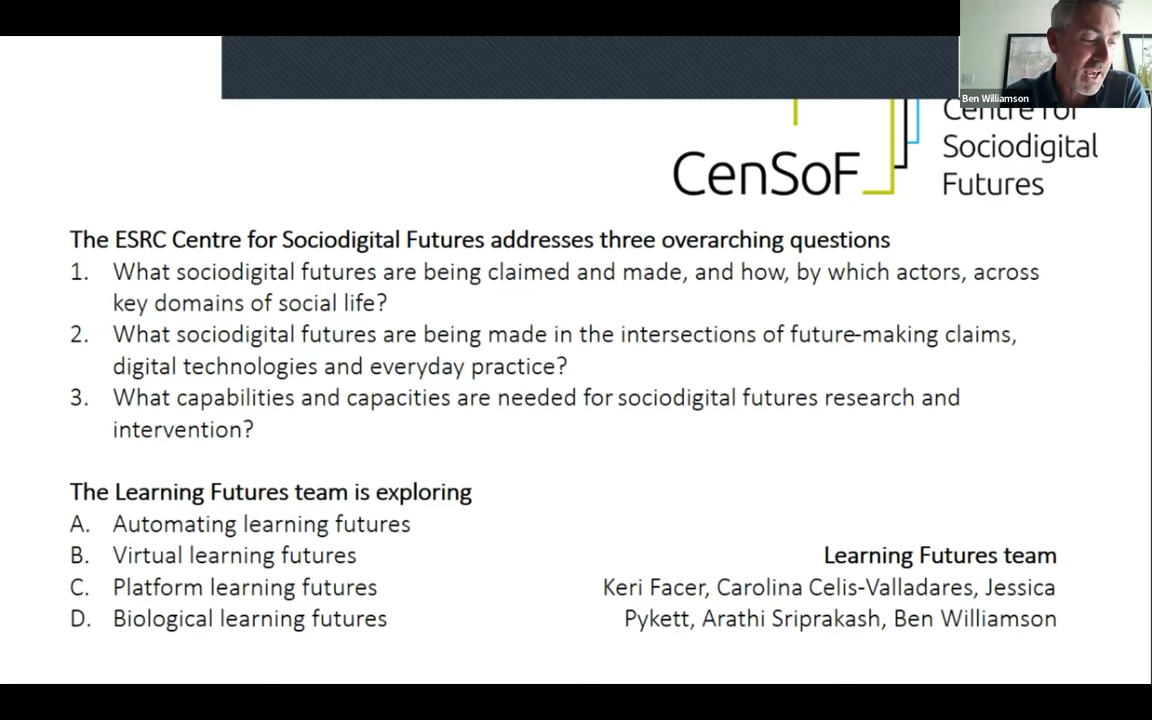 Ben Williamson
Centre for
Sociodigital
Futures
CenSoF
The ESRC Centre for Sociodigital Futures addresses three overarching questions
1. What sociodigital futures are being claimed and made, and how, by which actors, across
key domains of social life?
2. What sociodigital futures are being made in the intersections of future-making claims,
digital technologies and everyday practice?
3. What capabilities and capacities are needed for sociodigital futures research and
intervention?
The Learning Futures team is exploring
A. Automating learning futures
B. Virtual learning futures
C. Platform learning futures
D. Biological learning futures
Learning Futures team
Keri Facer, Carolina Celis-Valladares, Jessica
Pykett, Arathi Sriprakash, Ben Williamson